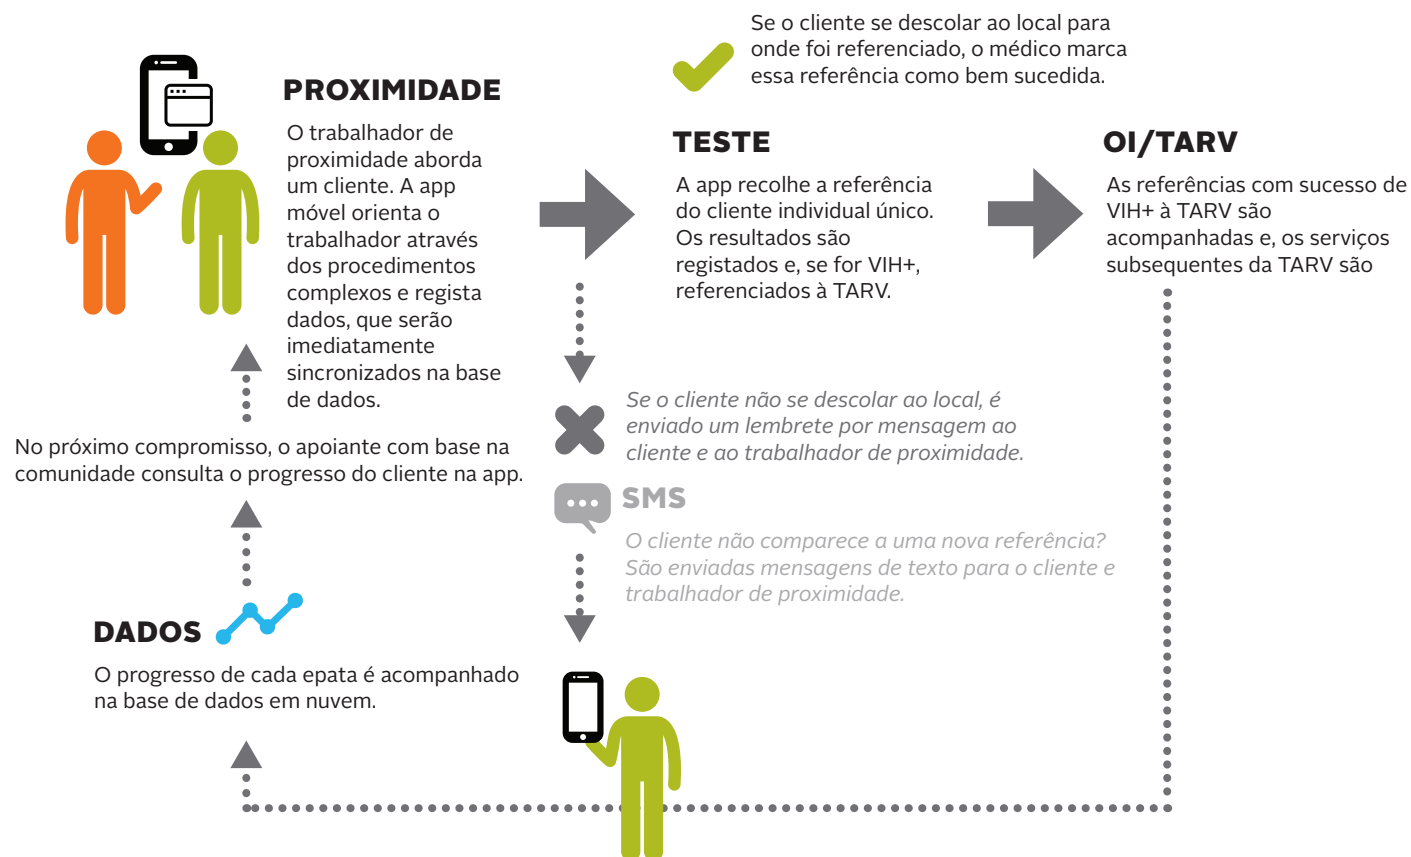 PROXIMIDADE
O trabalhador de
proximidade aborda
um cliente. A app
móvel orienta o
trabalhador através
dos procedimentos
complexos e regista
dados, que serão
imediatamente
sincronizados na base
de dados.
Se o cliente se descolar ao local para
onde foi referenciado, o médico marca
essa referência como bem sucedida.
TESTE
A app recolhe a referência
do cliente individual único.
Os resultados são
registados e, se for VIH+,
referenciados à TARV.
OI/TARV
As referências com sucesso de
VIH+ à TARV são
acompanhadas e, os serviços
subsequentes da TARV são
Se o cliente não se descolar ao local, é
enviado um lembrete por mensagem ao
cliente e ao trabalhador de proximidade.
SMS
O cliente não comparece a uma nova referência?
São enviadas mensagens de texto para o cliente e
trabalhador de proximidade.
No próximo compromisso, o apoiante com base na
comunidade consulta o progresso do cliente na app.
DADOS
O progresso de cada epata é acompanhado
na base de dados em nuvem.